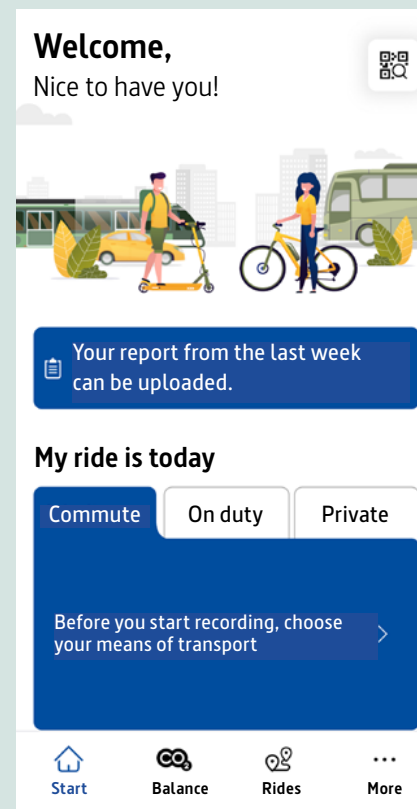 Welcome,
Nice to have you!
Your report from the last week
can be uploaded.
My ride is today
Commute
On duty
Private
Before you start recording, choose
your means of transport
CO₂
Start
Balance
Rides
More